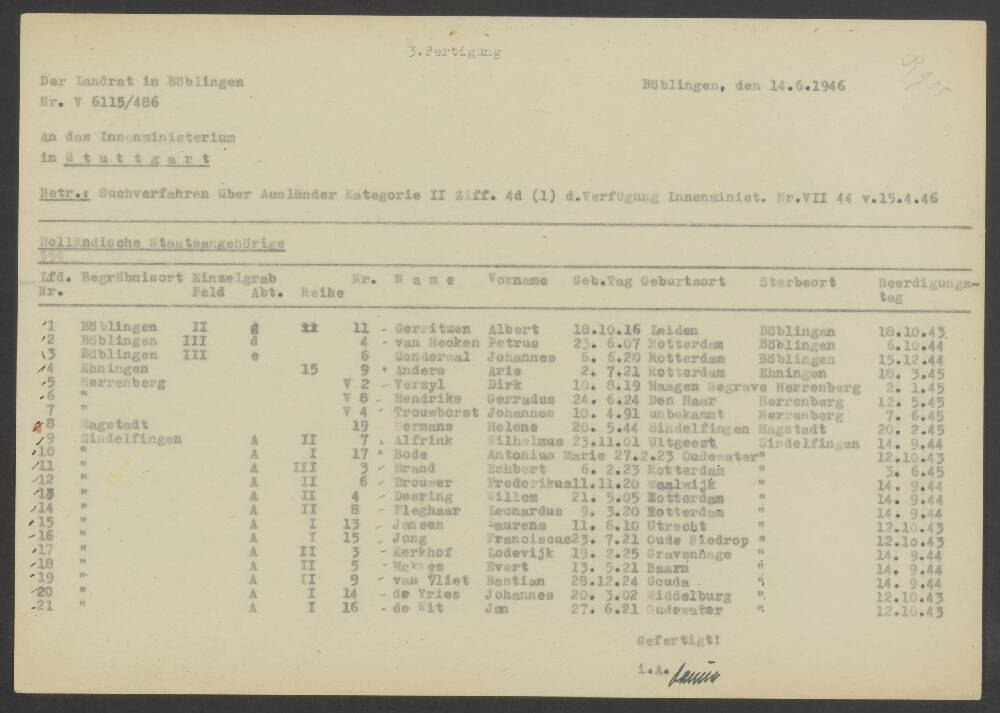 3.Fertigung
Der Landrat in Böblingen
Böblingen, den 14.6.1946
Nr. V 6115/486
An das Innenministerium
in Stuttgart
Betr.: Suchverfahren über Ausländer Kategorie II Ziff. 4d (1) d.Verfügung Innenminist. Nr.VII 44 v.15.4.46
Holländische Staatsangehörige
Lfd. Begräbnisort Einzelgrab Nr. Name Vorname Geb.Tag Geburtsort Sterbeort Beerdigungs-
Nr. Feld Abt. Reihe tag
1 Böblingen II g 11 - Gerritzen Albert 18.10.16 Leiden Böblingen 18.10.43
2 Böblingen III d 4 - van Hecken Petrus 23. 6.07 Rotterdam Böblingen 6.10.44
3 Böblingen III e 6 Gonderwal Johannes 6. 6.20 Rotterdam Böblingen 15.12.44
4 Ehningen 15 9 Anders Arie 2. 7.21 Rotterdam Ehningen 18. 3.45
5 Herrenberg V 2 - Verzyl Dirk 10. 8.19 Haagen Segrave Herrenberg 2. 1.45
6 " V 8 - Hendriks Gerradus 24. 6.24 Den Haar Herrenberg 12. 5.45
7 " V 4 - Trouwborst Johannes 10. 4.91 unbekannt Herrenberg 7. 6.45
8 Magstadt 19 Hermans Helene 20. 5.44 Sindelfingen Magstadt 20. 2.45
9 Sindelfingen A II 7 Alfrink Wilhelmus 23.11.01 Uitgeest Sindelfingen 14. 9.44
10 " A I 17 Bode Antonius Marie 27.2.23 Oudewater " 12.10.43
11 " A III 3 - Brand Echbert 6. 2.23 Rotterdam " 3. 6.45
12 " A II 6 - Brouwer Frederikus 11.11.20 Waalwijk " 14. 9.44
13 " A II 4 - Deering Willem 21. 5.05 Rotterdam " 14. 9.44
14 " A II 8 - Fleghaar Leonardus 9. 3.20 Rotterdam " 14. 9.44
15 " A I 13 - Jansen Laurens 11. 6.10 Utrecht " 12.10.43
16 " A I 15 - Jong Franciscus 23. 7.21 Oude Niedrop " 12.10.43
17 " A II 3 - Kerkhof Lodevijk 19. 2.25 Gravenhage " 14. 9.44
18 " A II 5 - Evert 13. 5.21 Baarn " 14. 9.44
19 " A II 9 - van Vliet Bastian 28.12.24 Gouda " 14. 9.44
20 " A I 14 - de Vries Johannes 20. 3.02 Middelburg " 12.10.43
21 " A I 16 - de Wit Jan 27. 6.21 Oudewater " 12.10.43
Gefertigt!
i.A.